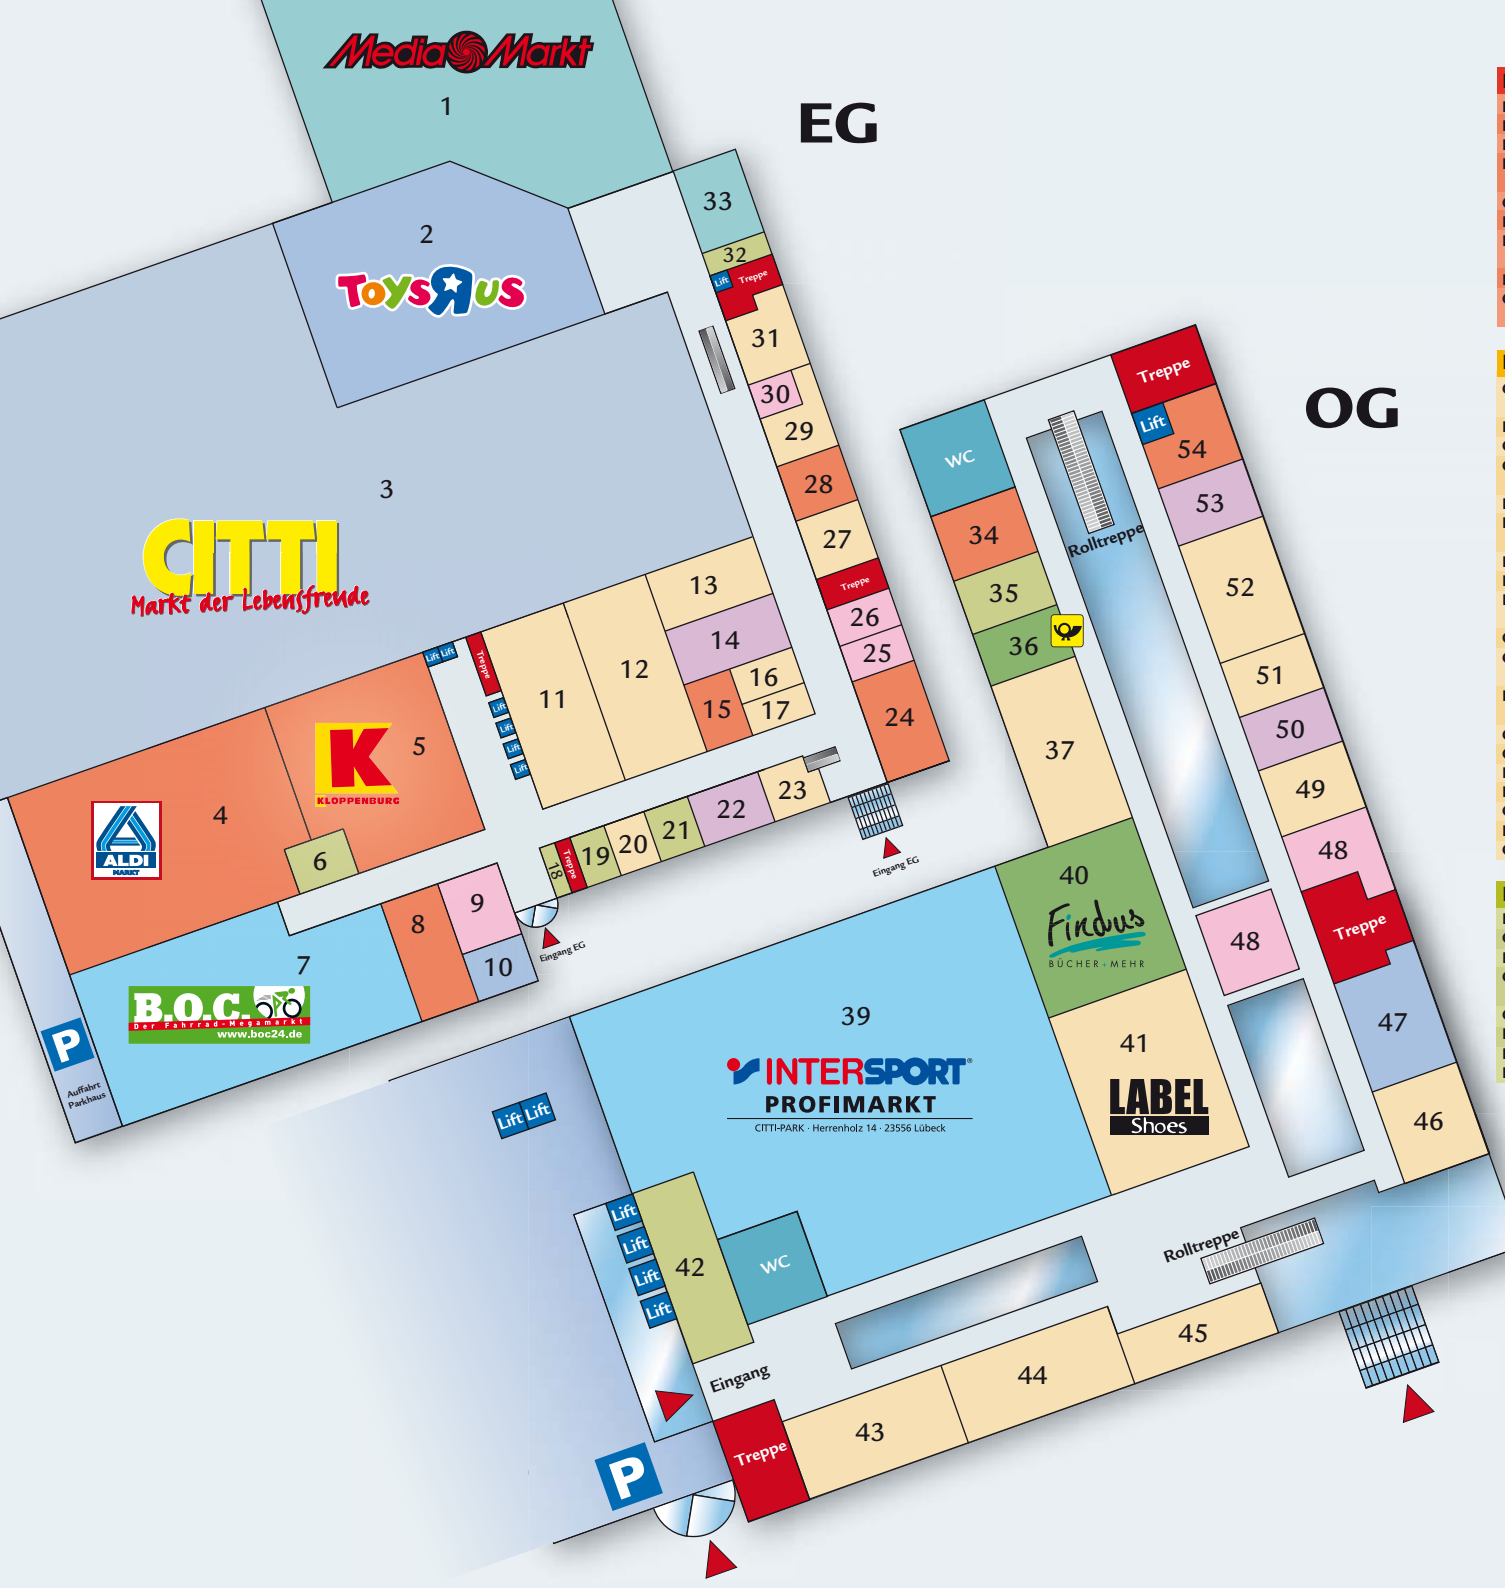 MediaMarkt
1
EG
33
2
32
Lift
Treppe
ToysЯus
31
30
29
3
28
27
CITTI
Markt der Lebensfreude
13
Treppe
26
14
25
12
16
Lift
Lift
Treppe
11
15
17
24
Lift
Lift
Lift
Lift
K
KLOPPENBURG
5
4
ALDI
MARKT
6
23
22
21
20
19
Treppe
18
Eingang EG
9
8
Eingang EG
7
10
B.O.C.
Der Fahrrad-Megamarkt
www.boc24.de
P
Auffahrt
Parkhaus
Treppe
OG
Lift
54
WC
53
34
Rolltreppe
35
52
36
51
50
37
49
48
40
Findus
BÜCHER+MEHR
Treppe
48
39
47
41
INTERSPORT®
PROFIMARKT
CITTI-PARK · Herrenholz 14 · 23556 Lübeck
LABEL
Shoes
46
Lift
Lift
Lift
Lift
Lift
Lift
42
WC
Rolltreppe
45
44
Eingang
43
Treppe
P